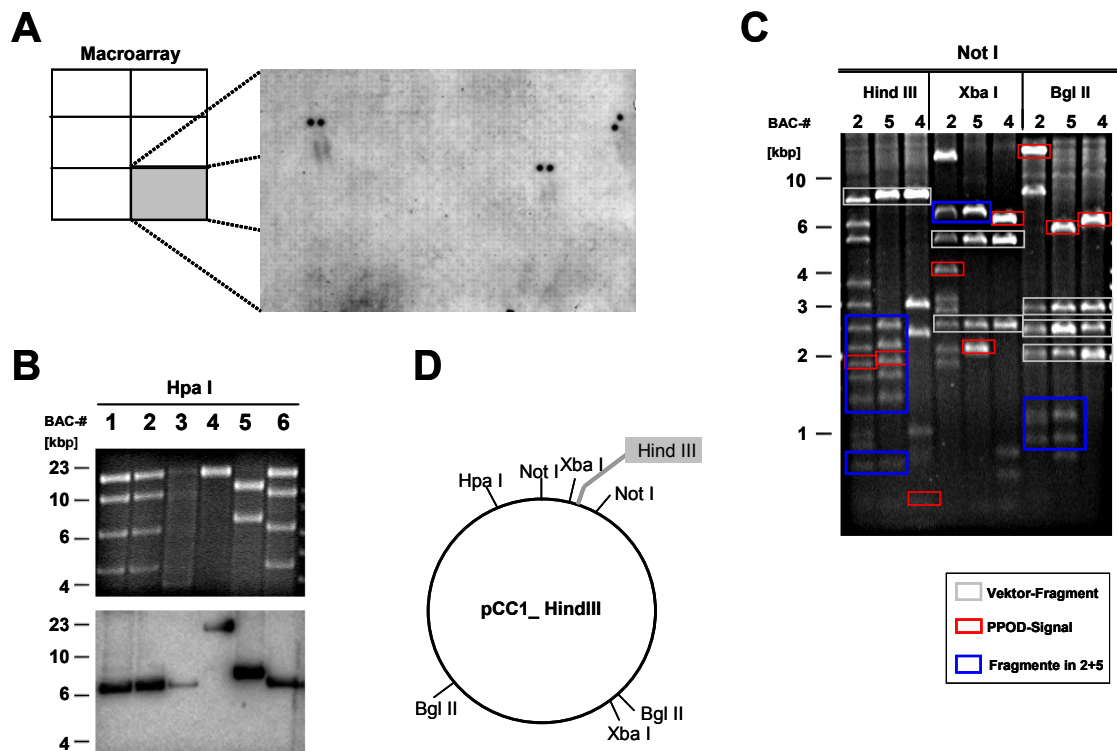 A
Macroarray
B
Hpa I
BAC-# 1 2 3 4 5 6
[kbp]
23
10
6
4
23
10
6
4
C
Not I
Hind III Xba I Bgl II
BAC-# 2 5 4 2 5 4 2 5 4
[kbp]
10
6
4
3
2
1
Vektor-Fragment
PPOD-Signal
Fragmente in 2+5
D
Hind III
Hpa I Not I Xba I Not I
pCC1_HindIII
Bgl II Bgl II
Xba I